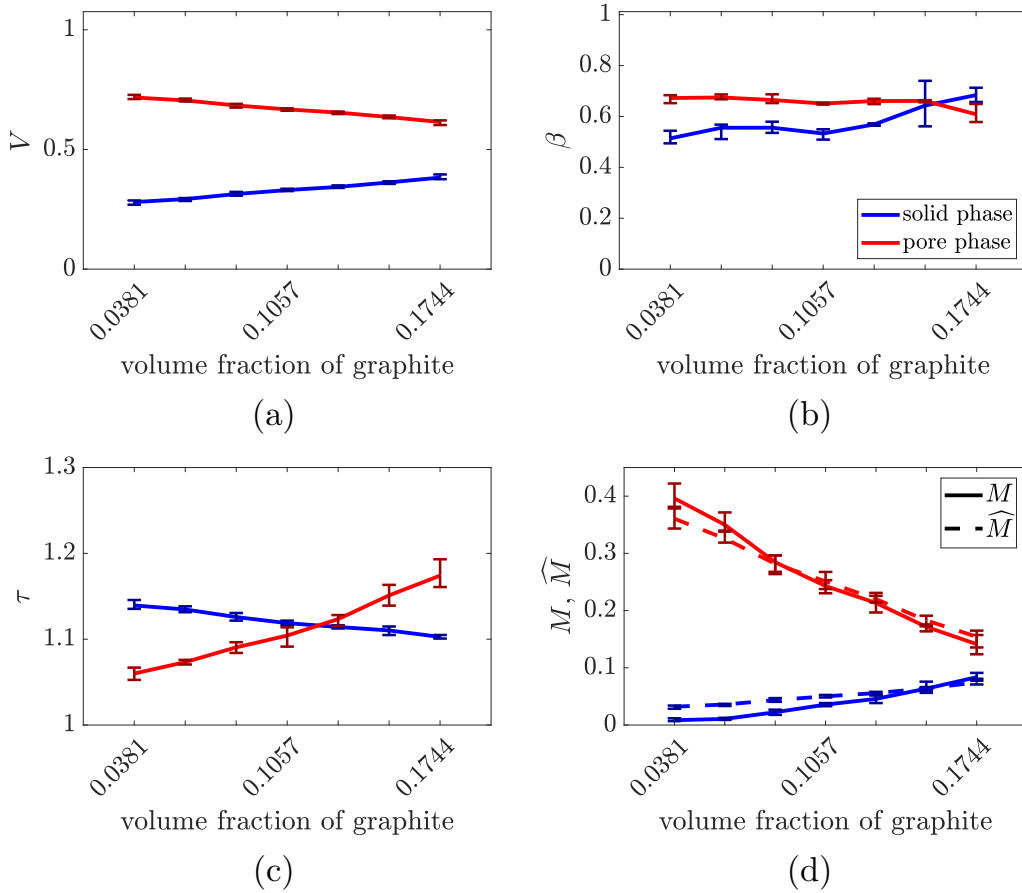 1
0.5
0
V
0.0381
0.1057
0.1744
volume fraction of graphite
(a)
1
0.8
0.6
0.4
0.2
0
β
solid phase
pore phase
0.0381
0.1057
0.1744
volume fraction of graphite
(b)
1.3
1.2
1.1
1
τ
0.0381
0.1057
0.1744
volume fraction of graphite
(c)
0.4
0.3
0.2
0.1
0
M, M̂
M
M̂
0.0381
0.1057
0.1744
volume fraction of graphite
(d)